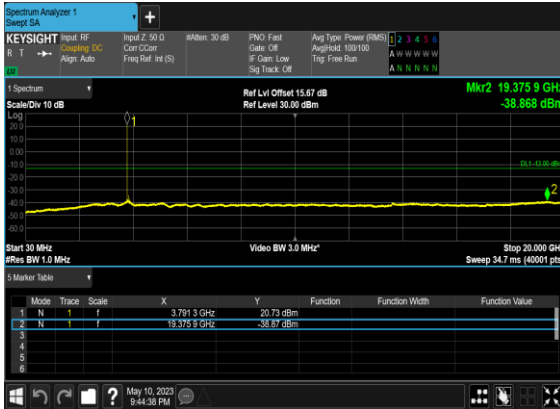 Spectrum Analyzer 1
Swept SA
+
KEYSIGHT Input: RF Input Z: 50 Ω #Atten: 30 dB PNO: Fast Avg Type: Power (RMS) 1 2 3 4 5 6
R T Coupling: DC Corr CCorr Gate: Off Avg|Hold: 100/100 A W W W W W
Align: Auto Freq Ref: Int (S) IF Gain: Low Trig: Free Run
Sig Track: Off A N N N N N
1 Spectrum Ref Lvl Offset 15.67 dB Mkr2 19.375 9 GHz
Scale/Div 10 dB Ref Level 30.00 dBm -38.868 dBm
Log
20.0
10.0
0.00
-10.0
-20.0
-30.0
-40.0
-50.0
-60.0
1
DL1 -13.00 dBm
2
Start 30 MHz Video BW 3.0 MHz* Stop 20.000 GH
#Res BW 1.0 MHz Sweep 34.7 ms (40001 pts
5 Marker Table
Mode Trace Scale X Y Function Function Width Function Value
1 N 1 f 3.791 3 GHz 20.73 dBm
2 N 1 f 19.375 9 GHz -38.87 dBm
3
4
5
6
? May 10, 2023
9:44:38 PM